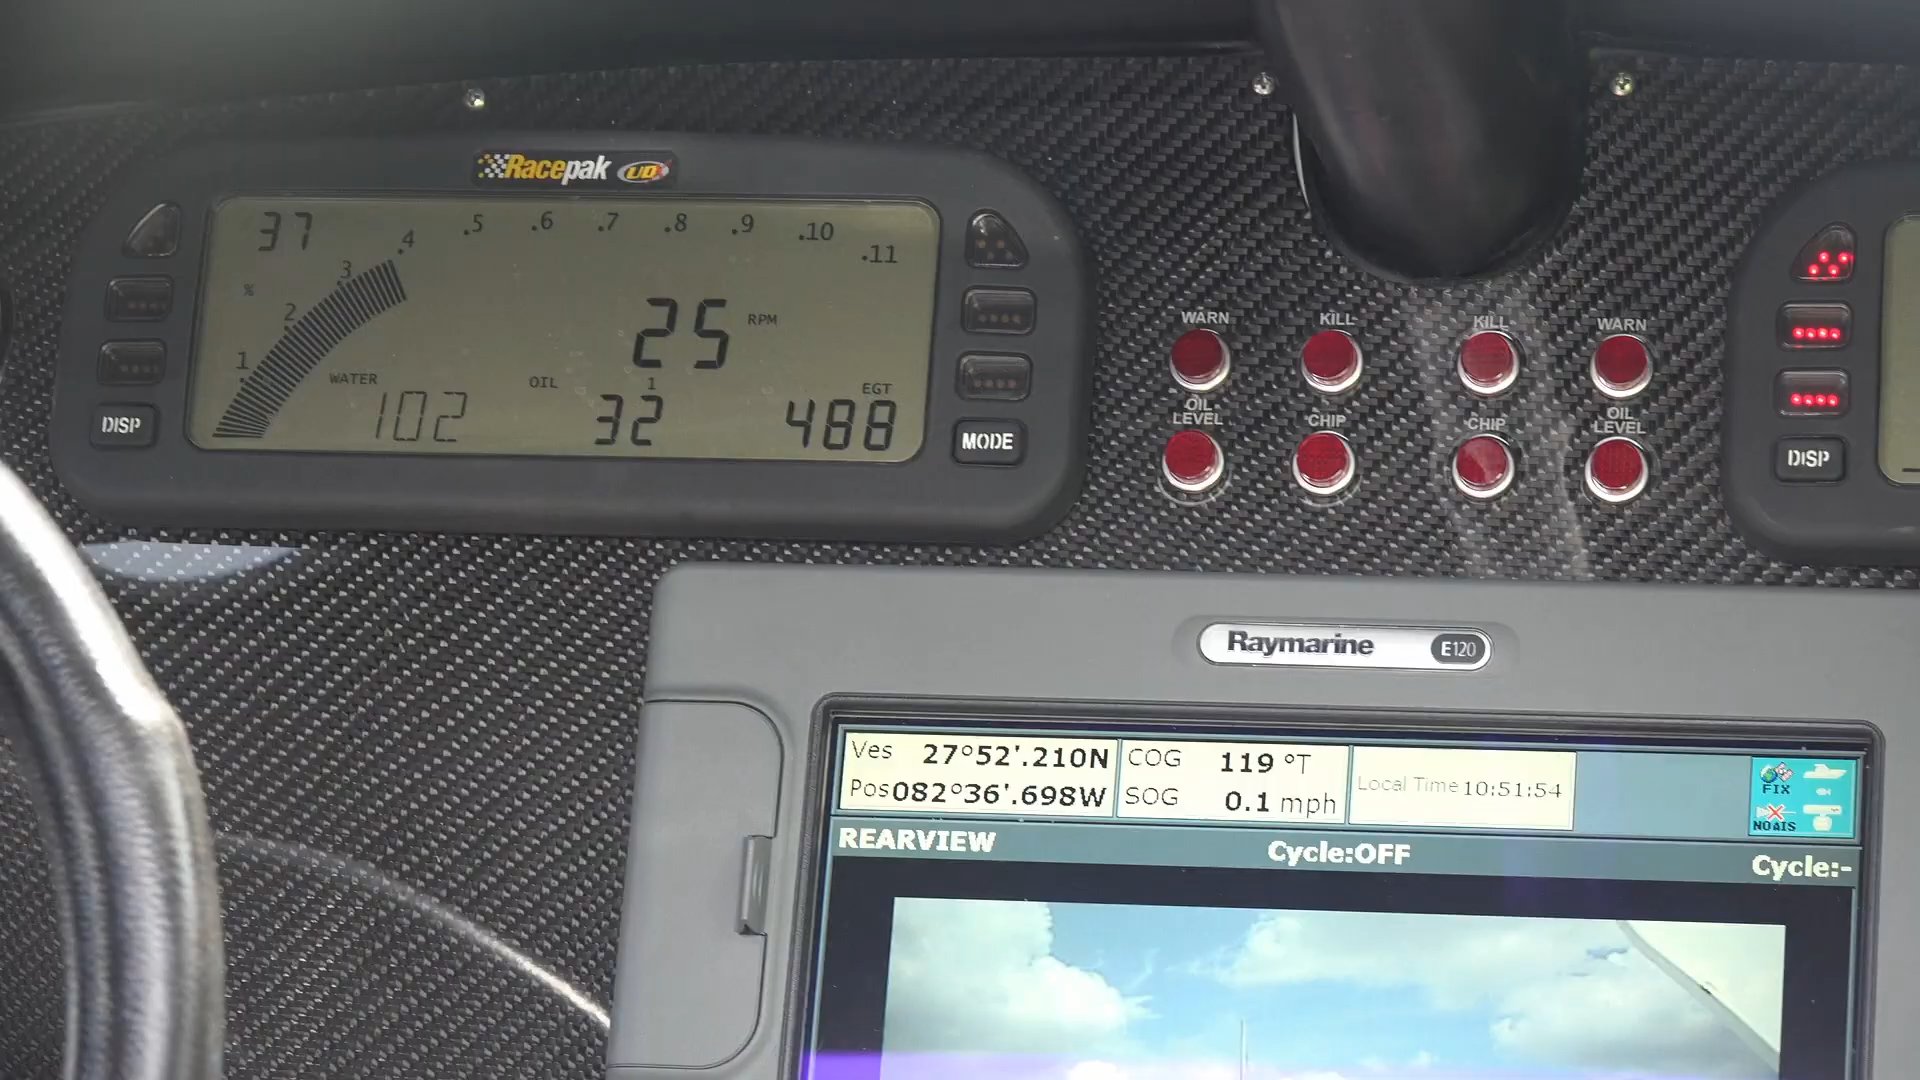 Racepak UDX
37
%
1
2
3
.4
.5
.6
.7
.8
.9
.10
.11
25 RPM
WATER
102
OIL
1
32
EGT
488
DISP
MODE
WARN
KILL
KILL
WARN
OIL LEVEL
CHIP
CHIP
OIL LEVEL
DISP
Raymarine E120
Ves 27°52'.210N
Pos 082°36'.698W
COG 119 °T
SOG 0.1 mph
Local Time 10:51:54
FIX
NOAIS
REARVIEW
Cycle:OFF
Cycle:-